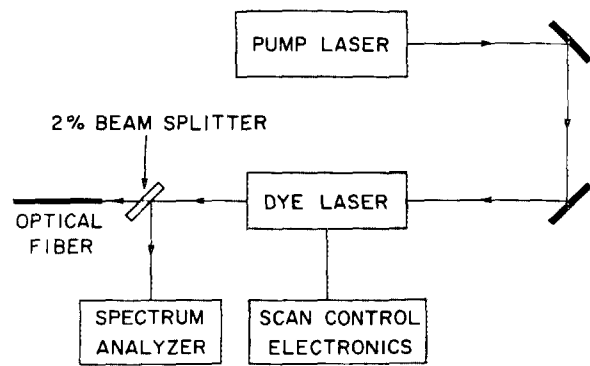 PUMP LASER
2% BEAM SPLITTER
DYE LASER
OPTICAL
FIBER
SPECTRUM
ANALYZER
SCAN CONTROL
ELECTRONICS